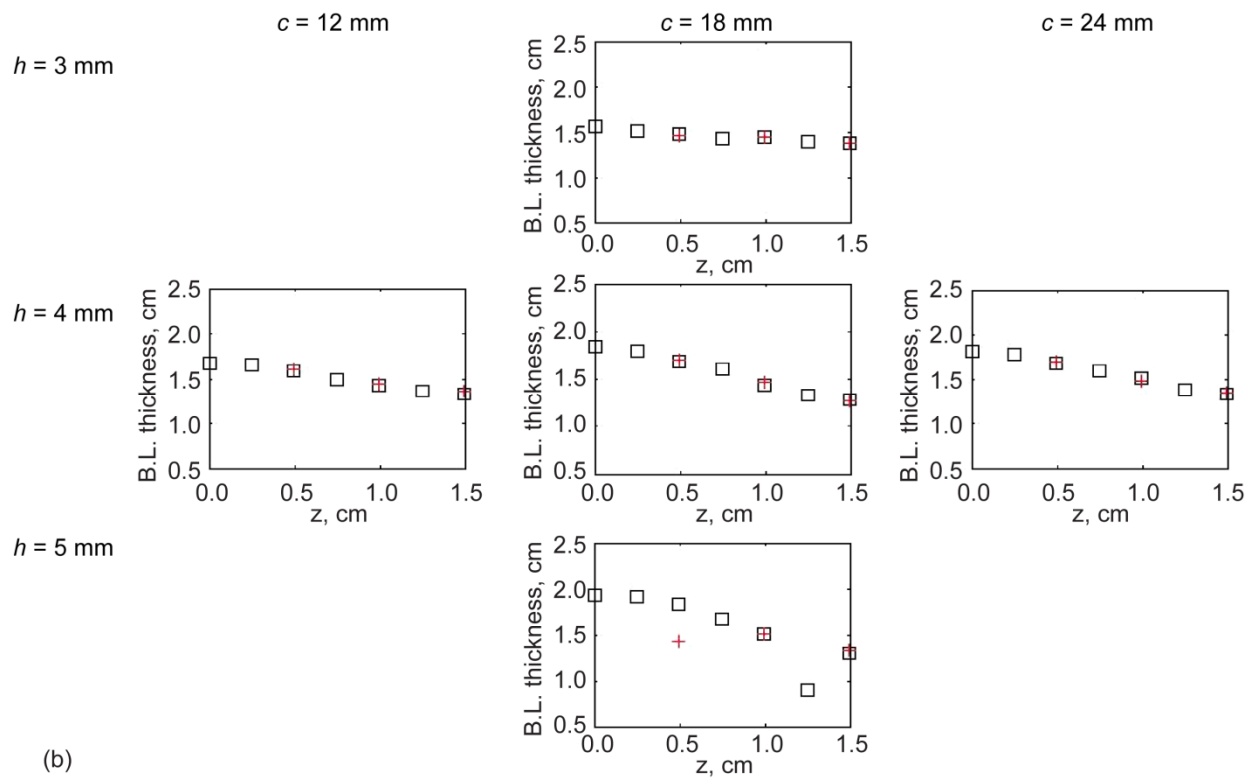 c = 12 mm
c = 18 mm
c = 24 mm
h = 3 mm
B.L. thickness, cm
2.5
2.0
1.5
1.0
0.5
0.0 0.5 1.0 1.5
z, cm
h = 4 mm
B.L. thickness, cm
2.5
2.0
1.5
1.0
0.5
0.0 0.5 1.0 1.5
z, cm
B.L. thickness, cm
2.5
2.0
1.5
1.0
0.5
0.0 0.5 1.0 1.5
z, cm
B.L. thickness, cm
2.5
2.0
1.5
1.0
0.5
0.0 0.5 1.0 1.5
z, cm
h = 5 mm
B.L. thickness, cm
2.5
2.0
1.5
1.0
0.5
0.0 0.5 1.0 1.5
z, cm
(b)